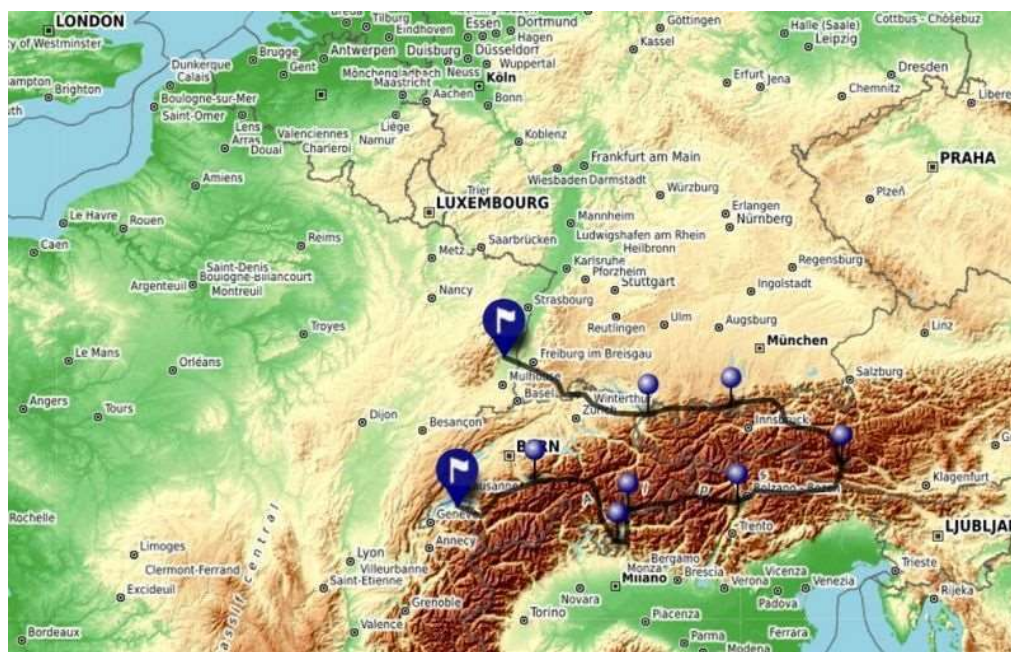 LONDON
Breda
Tilburg
Essen
Dortmund
Göttingen
Halle (Saale)
Cottbus - Chóśebuz
Eindhoven
Hagen
Leipzig
y of Westminster
Brugge
Antwerpen
Duisburg
Düsseldorf
Kassel
Gent
Wuppertal
Dunkerque
Mönchengladbach
Neuss
Erfurt
Jena
Dresden
Calais
Maastricht
Köln
Chemnitz
Brighton
Aachen
Bonn
Boulogne-sur-Mer
Saint-Omer
Liège
Lens
Valenciennes
Namur
Koblenz
Arras
Douai
Charleroi
Frankfurt am Main
PRAHA
Amiens
Trier
Wiesbaden
Darmstadt
Würzburg
Plzeň
LUXEMBOURG
Erlangen
Le Havre
Rouen
Mannheim
Nürnberg
Caen
Reims
Saarbrücken
Ludwigshafen am Rhein
Metz
Heilbronn
Saint-Denis
Karlsruhe
Regensburg
Boulogne-Billancourt
Pforzheim
Argenteuil
Montreuil
Nancy
Stuttgart
Ingolstadt
Strasbourg
Troyes
Reutlingen
Ulm
Augsburg
Linz
Le Mans
Orléans
Freiburg im Breisgau
München
Mulhouse
Salzburg
Angers
Tours
Basel
Winterthu
Dijon
Zürich
Besançon
Innsbruck
BERN
Lausanne
Bolzano - Bozen
Klagenfurt
A l p s
Rochelle
Genève
Annecy
Trento
LJUBLJA
Limoges
Lyon
Bergamo
Clermont-Ferrand
Villeurbanne
Monza
Brescia
Vicenza
Trieste
Excideuil
Saint-Etienne
Milano
Verona
Venezia
Novara
Padova
Rijeka
assif central
Grenoble
Torino
Piacenza
Bordeaux
Valence
Parma
Ferrara
Modena